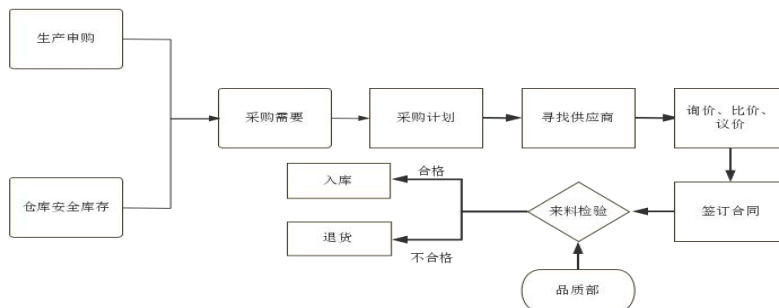 生产申购
采购需要
采购计划
寻找供应商
询价、比价、
议价
仓库安全库存
入库
合格
来料检验
签订合同
退货
不合格
品质部